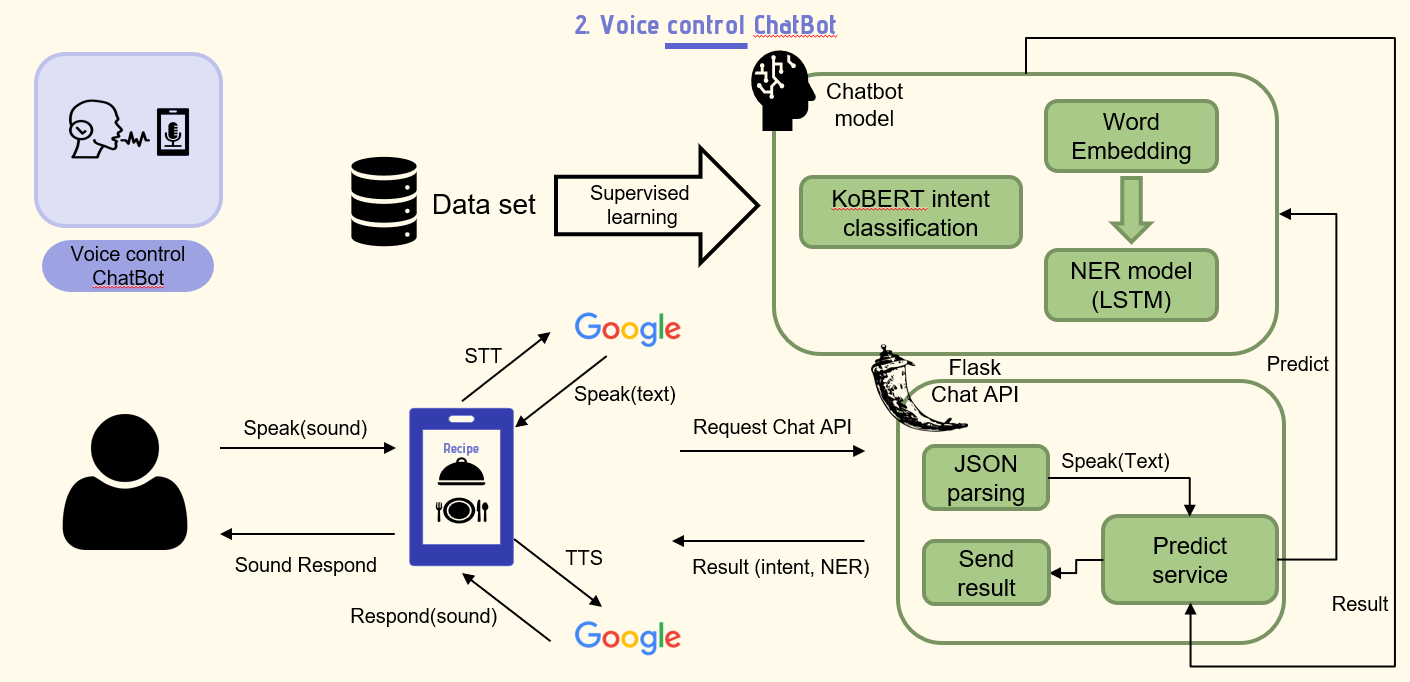 2. Voice control ChatBot
Chatbot
model
Word
Embedding
KoBERT intent
classification
NER model
(LSTM)
Data set
Supervised
learning
Voice control
ChatBot
Google
STT
Speak(text)
Predict
Flask
Chat API
Speak(sound)
Recipe
Request Chat API
JSON
parsing
Speak(Text)
Sound Respond
TTS
Result (intent, NER)
Send
result
Predict
service
Respond(sound)
Google
Result